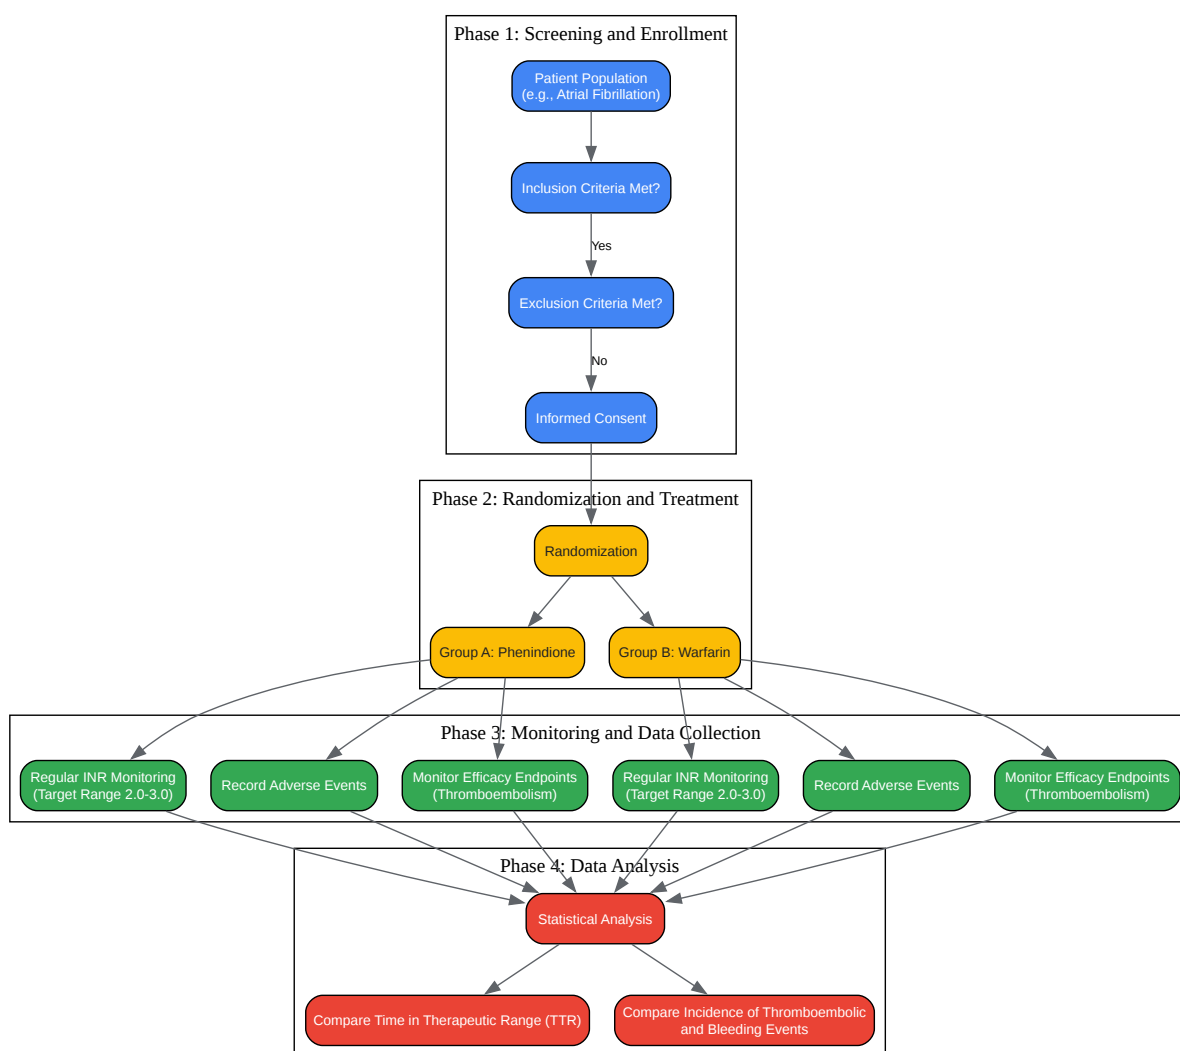 Phase 1: Screening and Enrollment
Patient Population
(e.g., Atrial Fibrillation)
Inclusion Criteria Met?
Yes
Exclusion Criteria Met?
No
Informed Consent
Phase 2: Randomization and Treatment
Randomization
Group A: Phenindione
Group B: Warfarin
Phase 3: Monitoring and Data Collection
Regular INR Monitoring
(Target Range 2.0-3.0)
Record Adverse Events
Monitor Efficacy Endpoints
(Thromboembolism)
Regular INR Monitoring
(Target Range 2.0-3.0)
Record Adverse Events
Monitor Efficacy Endpoints
(Thromboembolism)
Phase 4: Data Analysis
Statistical Analysis
Compare Time in Therapeutic Range (TTR)
Compare Incidence of Thromboembolic
and Bleeding Events